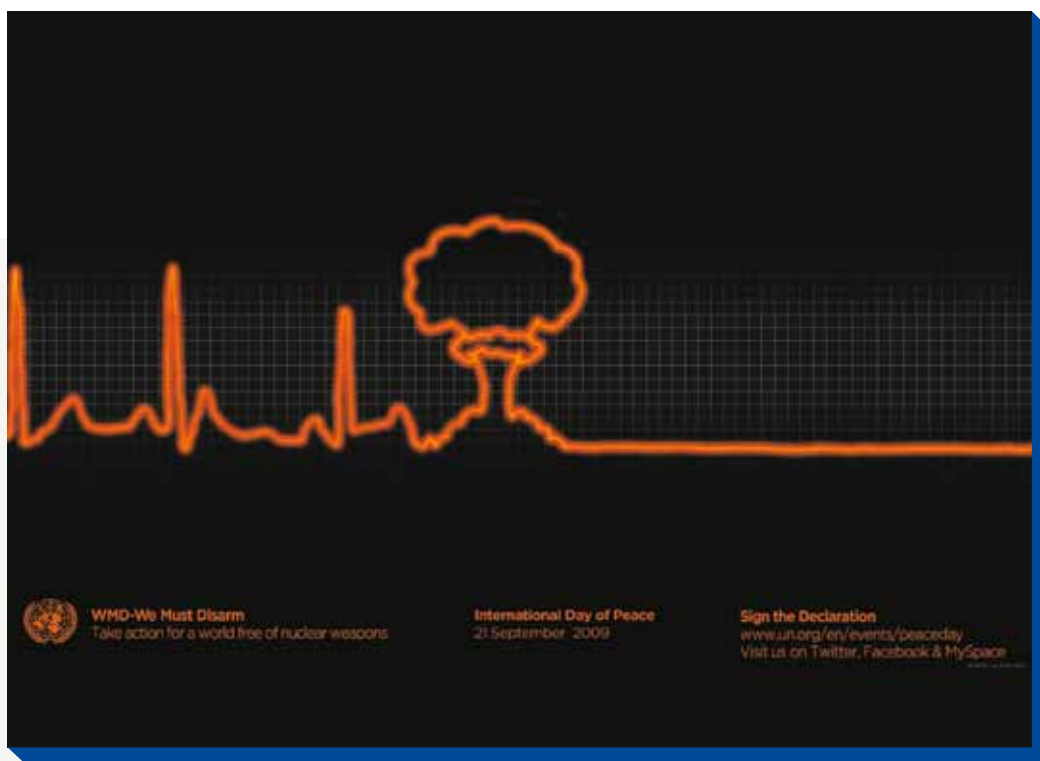 WMD-We Must Disarm
Take action for a world free of nuclear weapons
International Day of Peace
21 September 2009
Sign the Declaration
www.un.org/en/events/peaceday
Visit us on Twitter, Facebook & MySpace